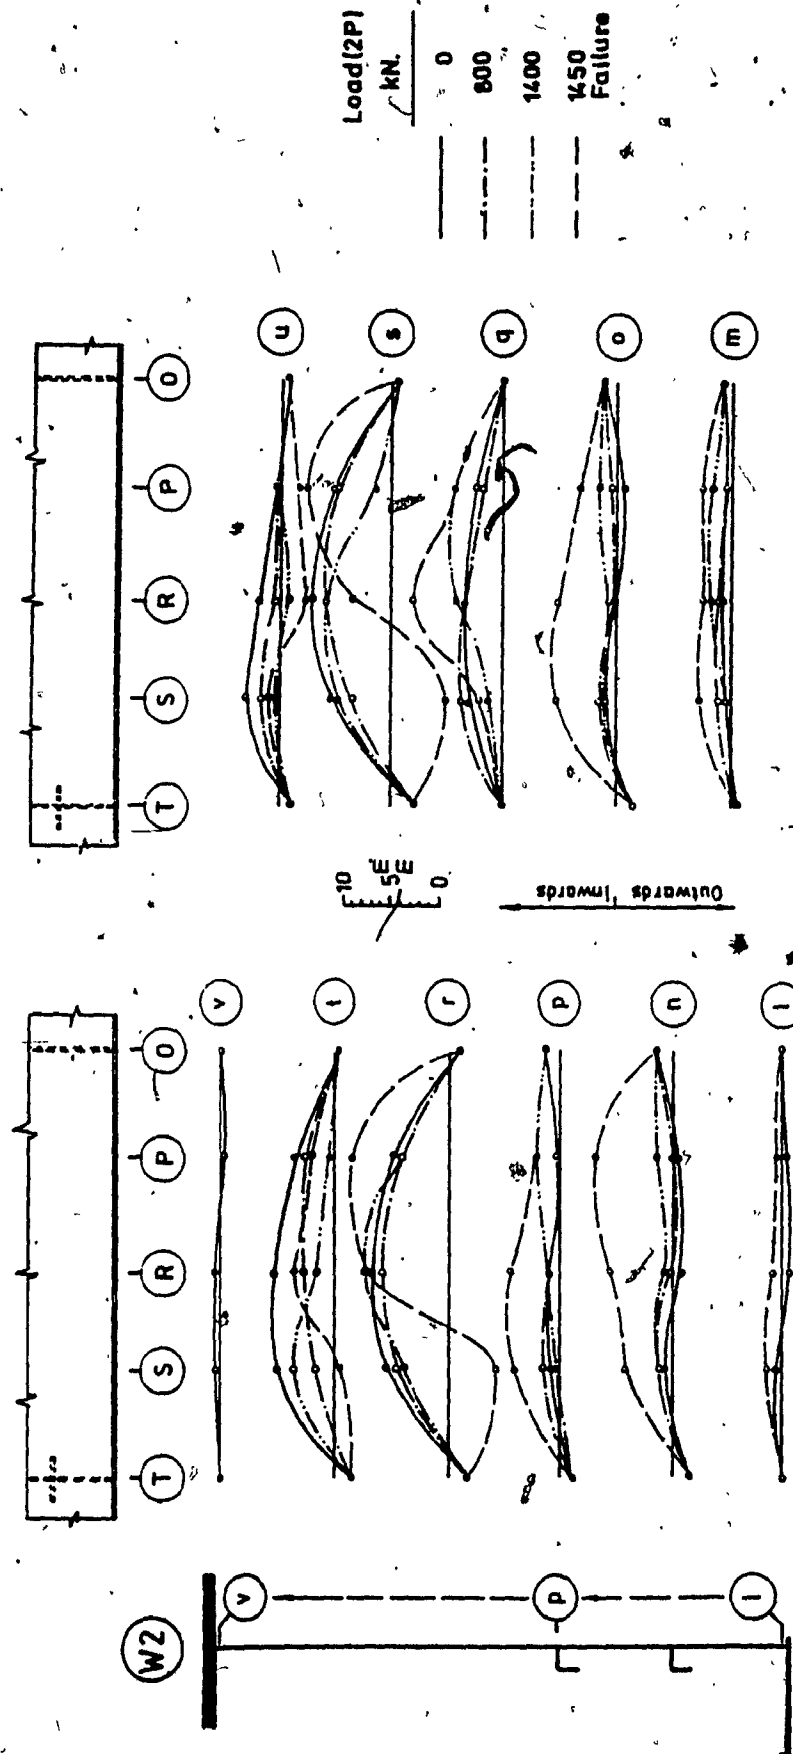 W2
T S R P O
T S R P O
v
v
u
t
s
10
5 mm.
0
r
q
Outwards Inwards
p
p
o
n
m
l
l
Load(2P)
kN.
0
800
1400
1450
Failure